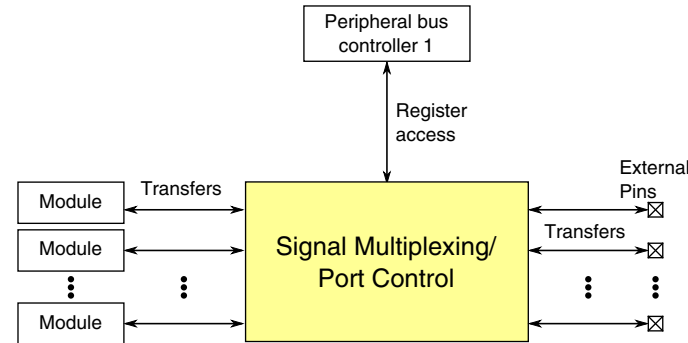 Peripheral bus
controller 1
Register
access
External
Pins
Module
Transfers
Module
Transfers
Signal Multiplexing/
Port Control
Module